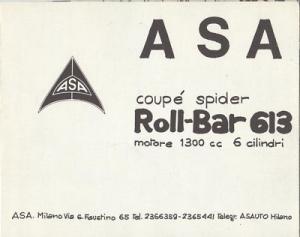 ASA
ASA
coupé spider
Roll-Bar 613
motore 1300 cc 6 cilindri
ASA. Milano Via S. Faustino 65 Tel. 2366389-2365441 Telegr. ASAUTO Milano